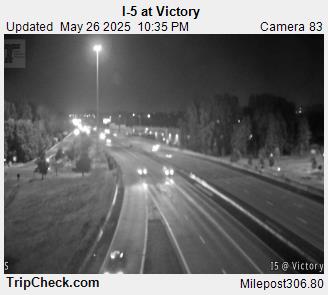 I-5 at Victory
Updated May 26 2025 10:35 PM Camera 83
S
I5 @ Victory
TripCheck.com Milepost306.80